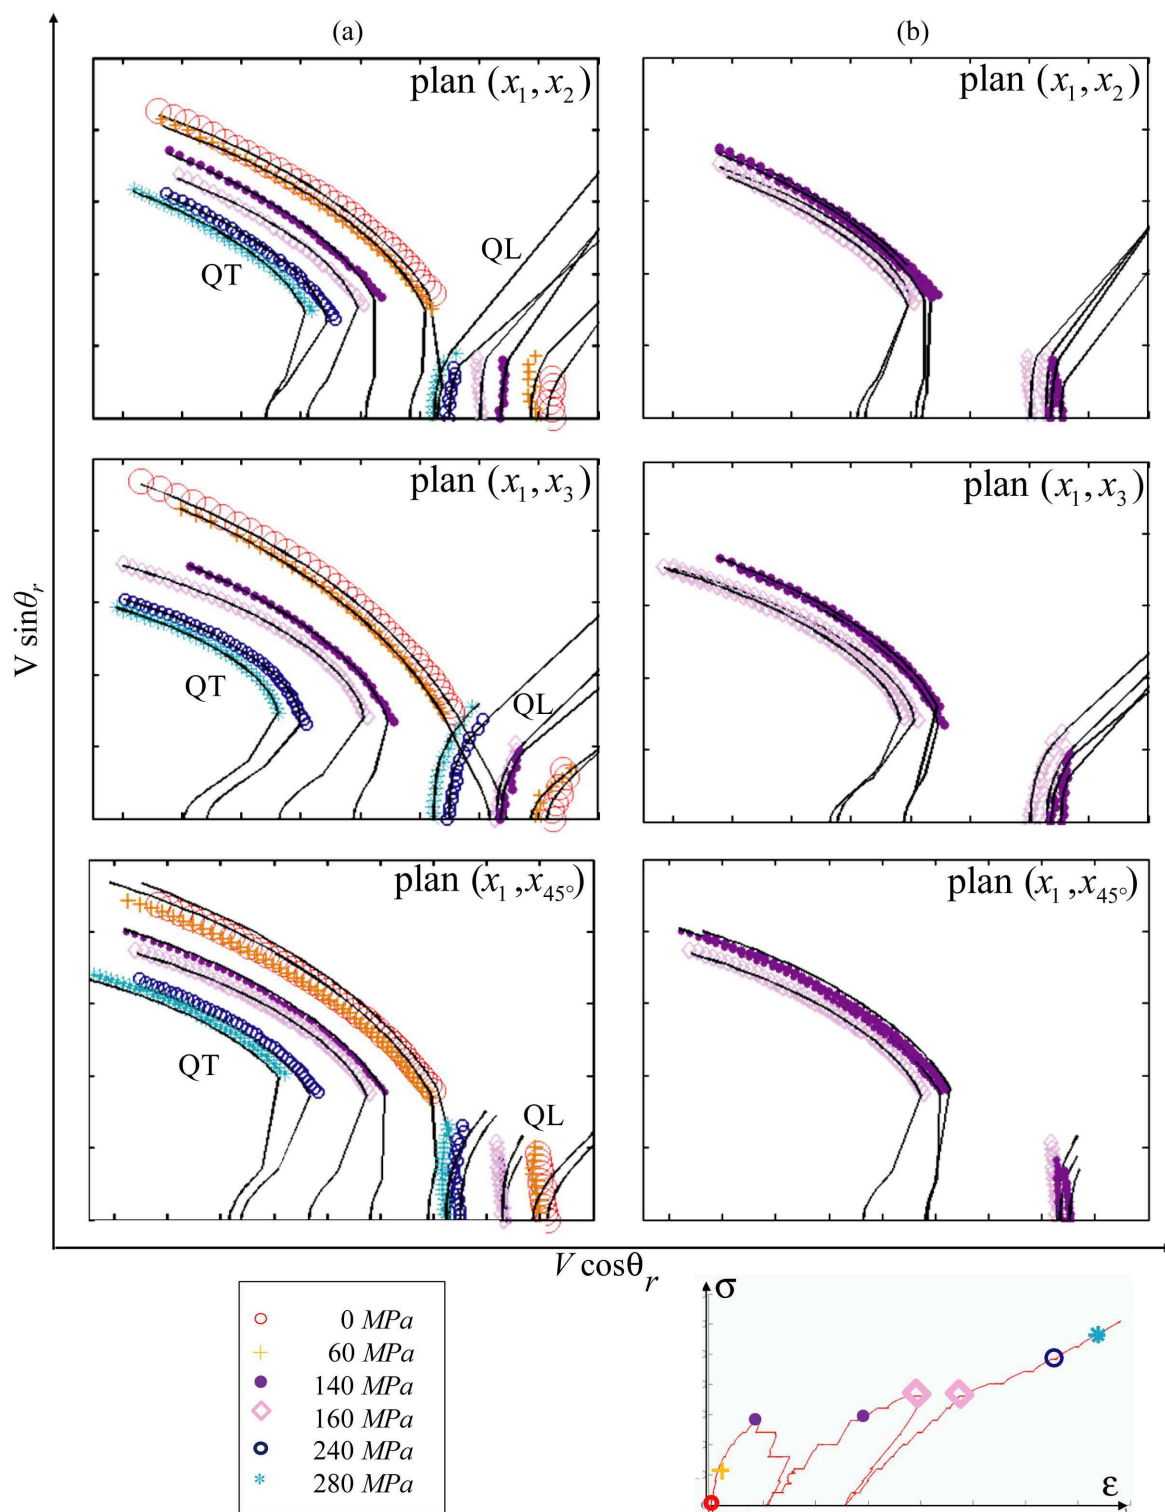 (a)
(b)
plan (x₁, x₂)
plan (x₁, x₂)
QT
QL
plan (x₁, x₃)
plan (x₁, x₃)
QT
QL
V sinθᵣ
plan (x₁, x₄₅°)
plan (x₁, x₄₅°)
QT
QL
V cosθᵣ
0 MPa
60 MPa
140 MPa
160 MPa
240 MPa
280 MPa
σ
ε